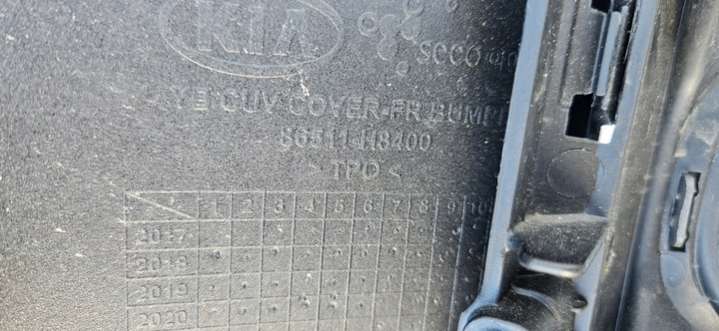 KIA
CUV COVER-FR BUMP
86511-H8400
> TPO <
1 2 3 4 5 6 7 8 9 10
2017
2018
2019
2020